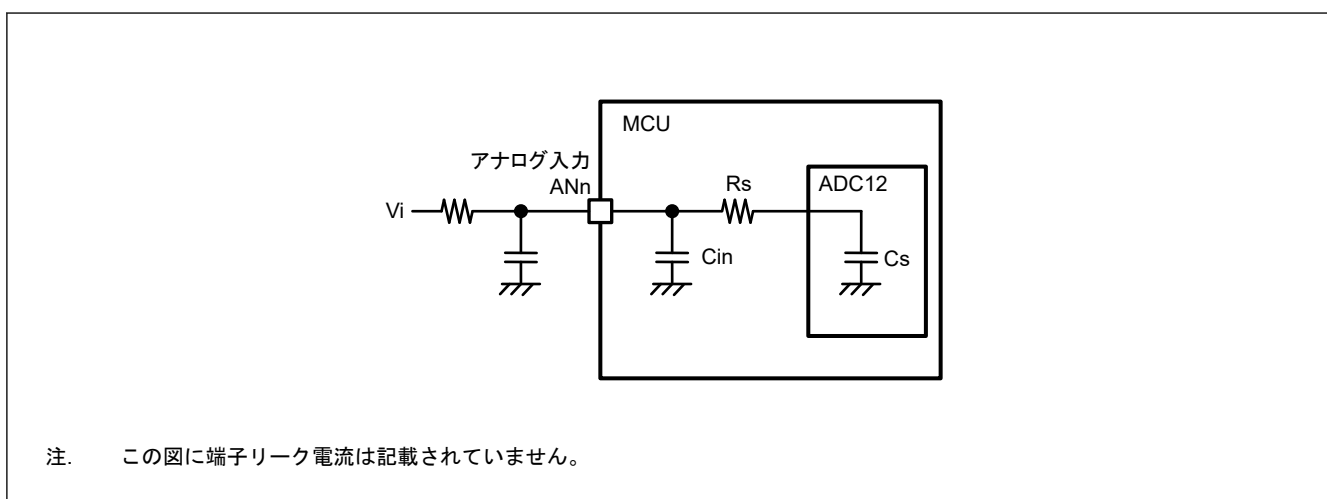 MCU
アナログ入力
ANn
Rs
ADC12
Vi
Cin
Cs
注. この図に端子リーク電流は記載されていません。